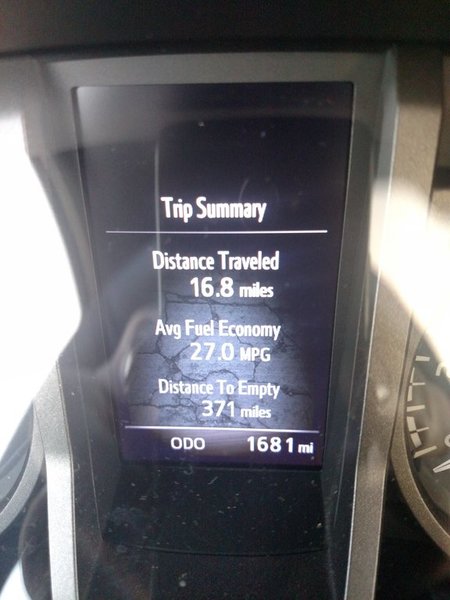 Trip Summary
Distance Traveled
16.8 miles
Avg Fuel Economy
27.0 MPG
Distance To Empty
371 miles
ODO 1681 mi